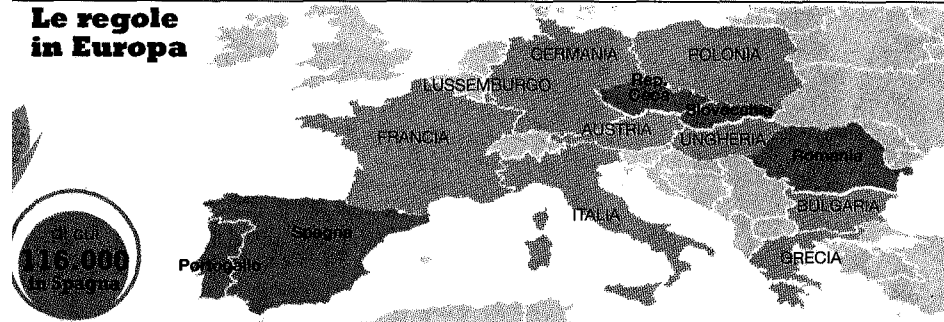 Le regole
in Europa
GERMANIA
POLONIA
LUSSEMBURGO
Rep.
Ceca
Slovacchia
FRANCIA
AUSTRIA
UNGHERIA
Romania
ITALIA
BULGARIA
Spagna
Portogallo
GRECIA
di cui
116.000
in Spagna